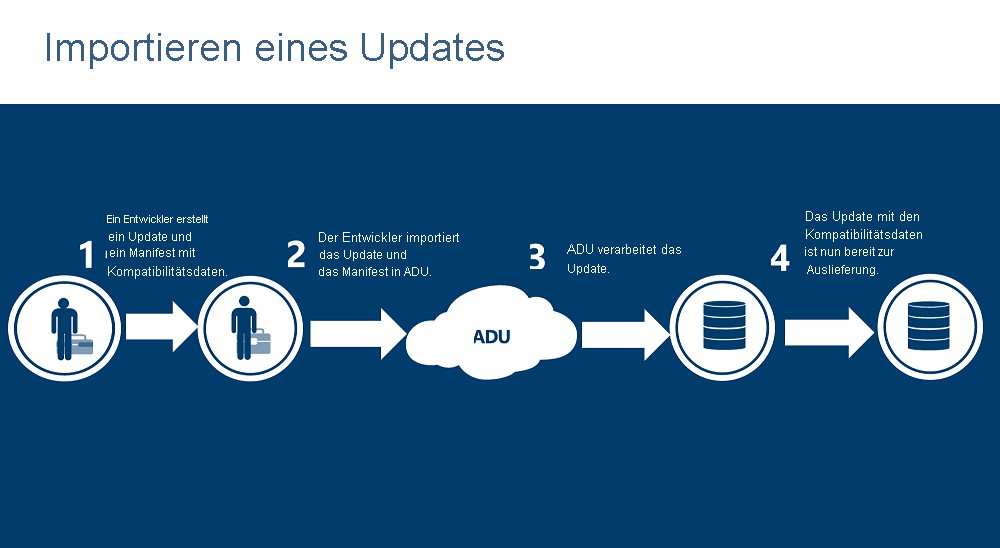 Importieren eines Updates
1
Ein Entwickler erstellt
ein Update und
ein Manifest mit
Kompatibilitätsdaten.
2
Der Entwickler importiert
das Update und
das Manifest in ADU.
3
ADU verarbeitet das
Update.
4
Das Update mit den
Kompatibilitätsdaten
ist nun bereit zur
Auslieferung.
ADU